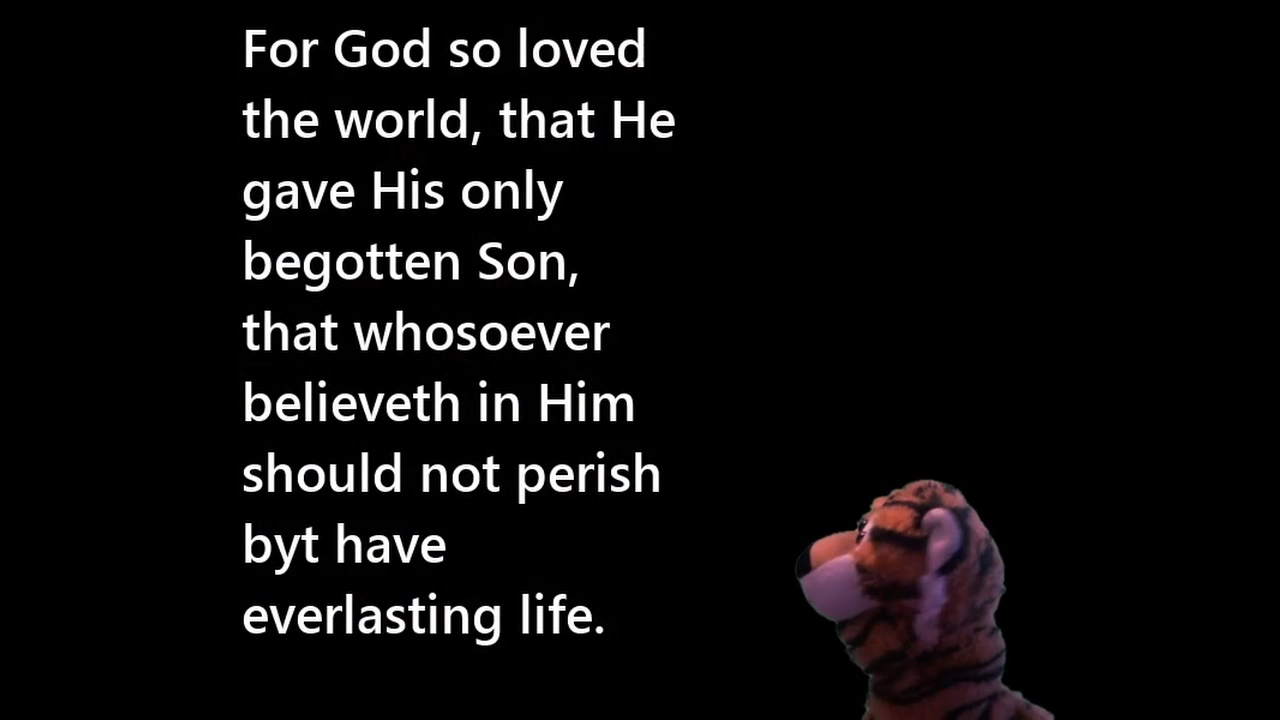 For God so loved
the world, that He
gave His only
begotten Son,
that whosoever
believeth in Him
should not perish
byt have
everlasting life.